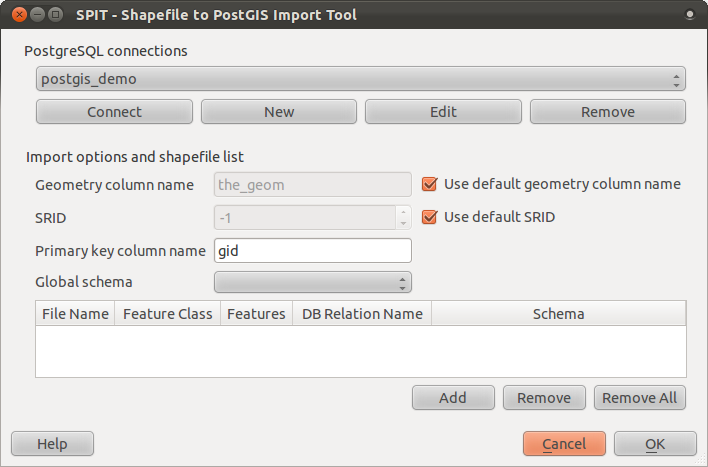 SPIT - Shapefile to PostGIS Import Tool
PostgreSQL connections
postgis_demo
Connect New Edit Remove
Import options and shapefile list
Geometry column name the_geom Use default geometry column name
SRID -1 Use default SRID
Primary key column name gid
Global schema
File Name Feature Class Features DB Relation Name Schema
Add Remove Remove All
Help Cancel OK